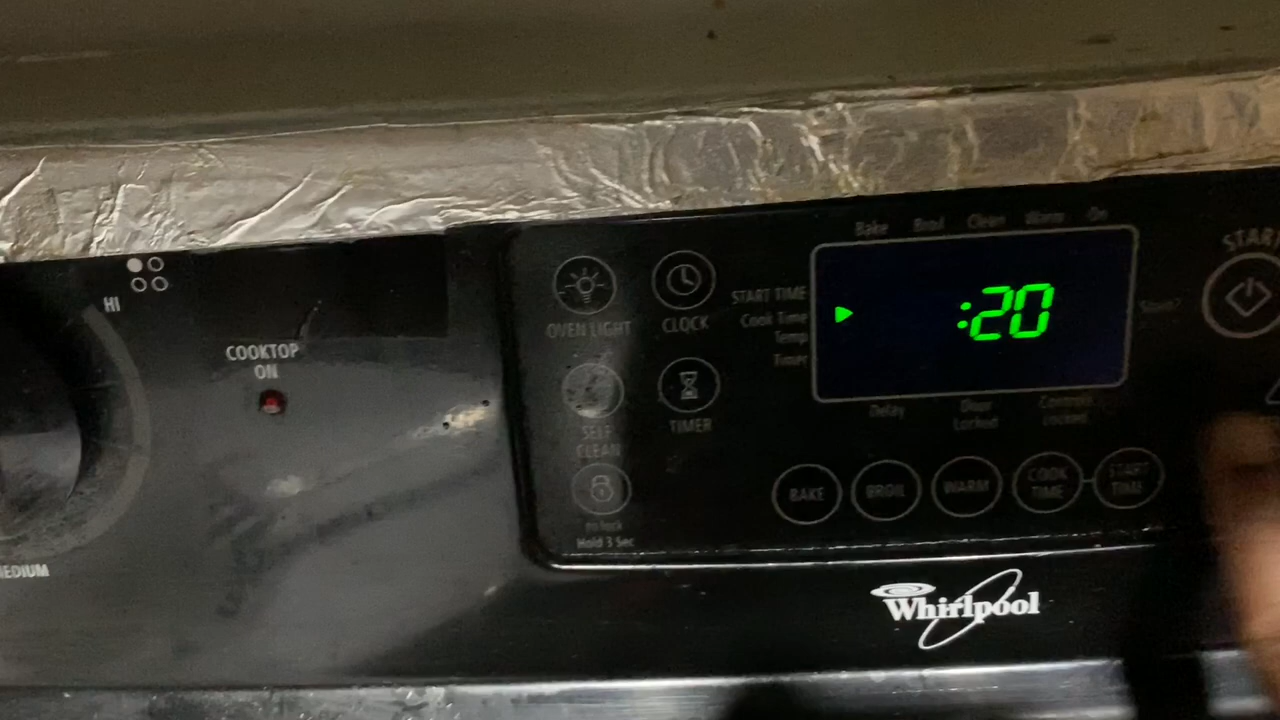 Bake Broil Clean Warm On
START
HI
OVEN LIGHT
CLOCK
START TIME
Cook Time
Temp
Timer
:20
COOKTOP
ON
SELF
CLEAN
TIMER
Delay
Door
Locked
Controls
Locked
BAKE
BROIL
WARM
COOK
TIME
START
TIME
Hold 3 Sec
MEDIUM
Whirlpool